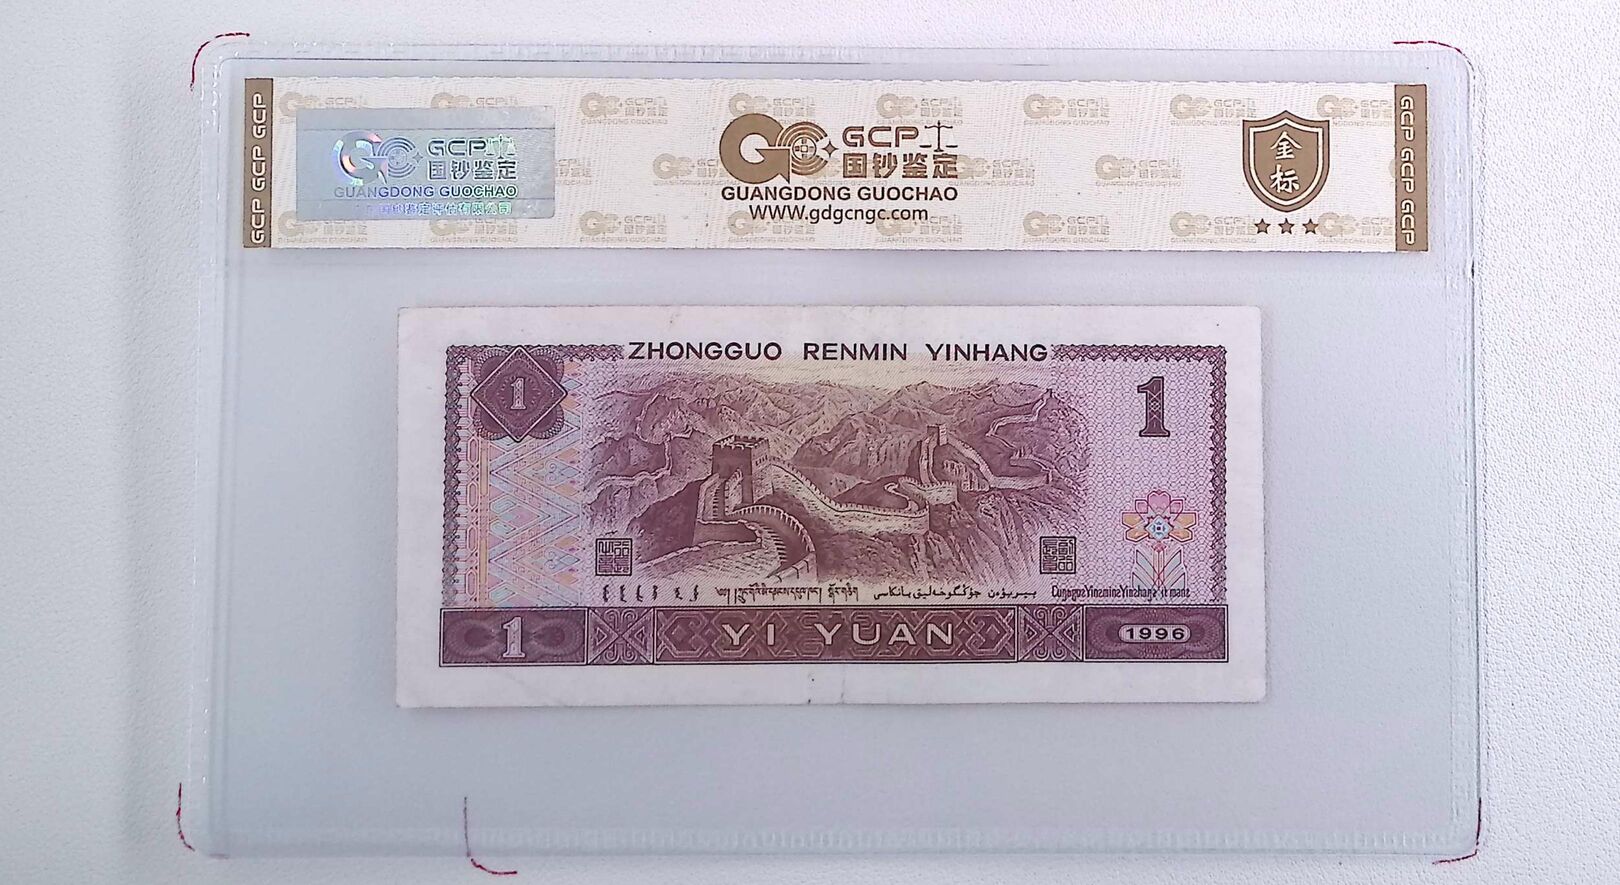 GCP GCP GCP
GCP
国钞鉴定
GUANGDONG GUOCHAO
GCP
国钞鉴定
GUANGDONG GUOCHAO
WWW.gdgcngc.com
金标
GCP GCP GCP
ZHONGGUO RENMIN YINHANG
1
1
1
YI YUAN
1996